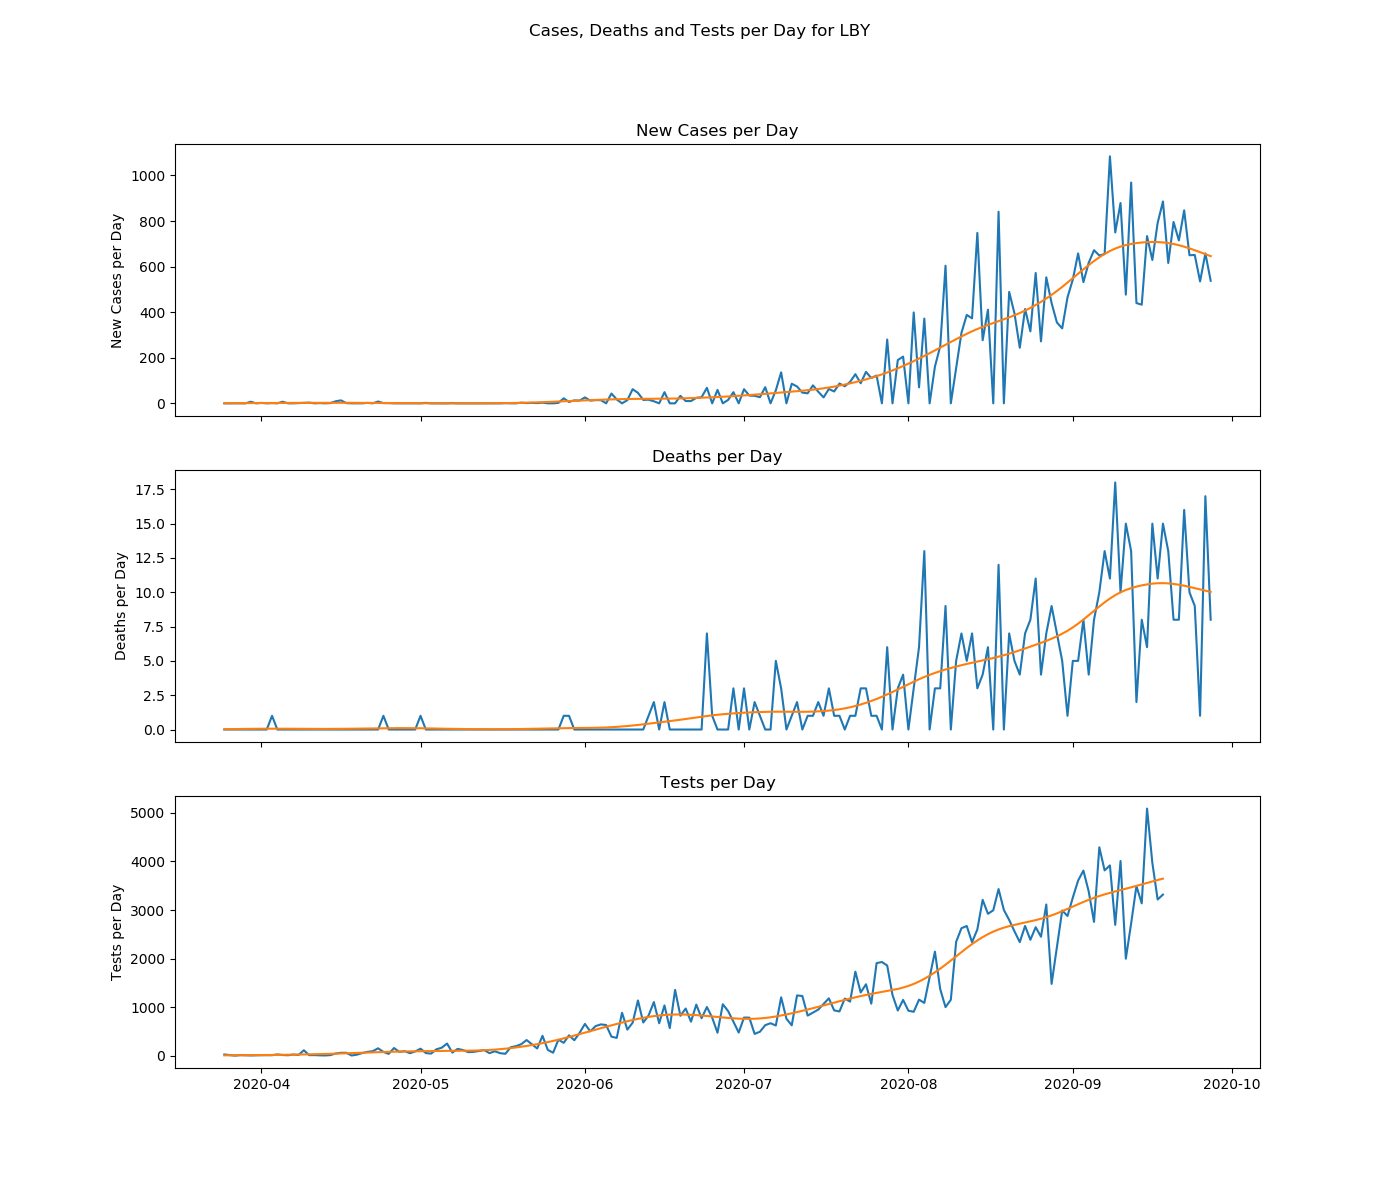 Cases, Deaths and Tests per Day for LBY
New Cases per Day
New Cases per Day
1000
800
600
400
200
0
Deaths per Day
Deaths per Day
17.5
15.0
12.5
10.0
7.5
5.0
2.5
0.0
Tests per Day
Tests per Day
5000
4000
3000
2000
1000
0
2020-04 2020-05 2020-06 2020-07 2020-08 2020-09 2020-10